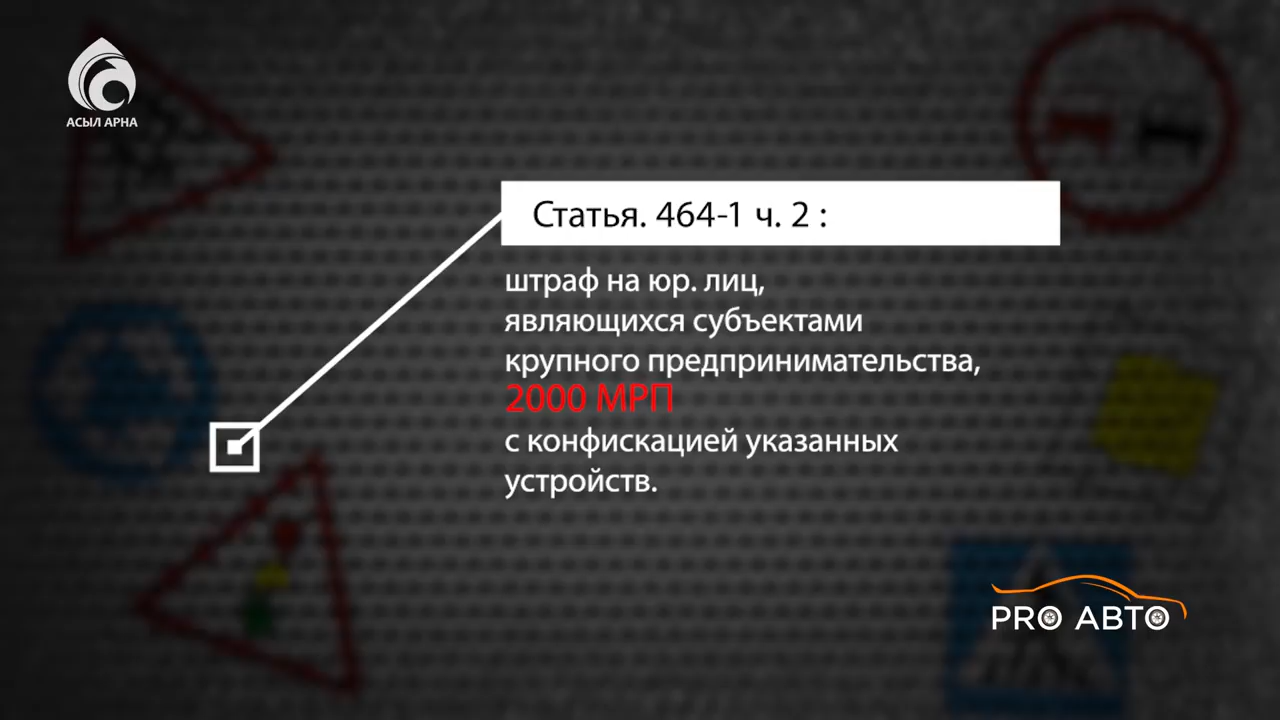 АСЫЛ АРНА
Статья. 464-1 ч. 2 :
штраф на юр. лиц,
являющихся субъектами
крупного предпринимательства,
2000 МРП
с конфискацией указанных
устройств.
PRO АВТО